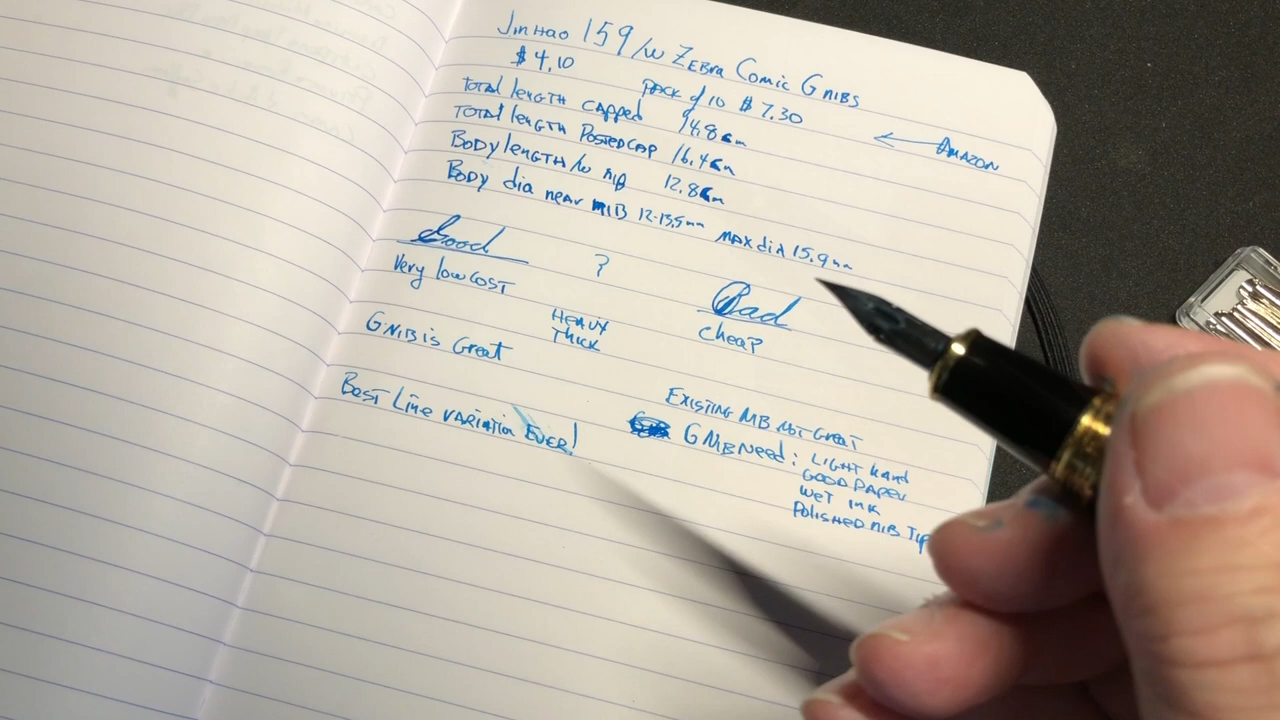 JinHao 159 /w Zebra Comic G NIBS
$4.10 PACK of 10 $7.30
TOTAL length CAPPED 14.8cm
← AMAZON
TOTAL length POSTED CAP 16.4cm
BODY leNGTH /w NIB 12.8cm
BODY dia near NIB 12-13.5mm MAX dia 15.9mm
Good ? Bad
Very low COST HEAVY THICK cheap
G NIB is Great
EXISTING NIB NOT GREAT
Best Line VARIATION EVER!
G NIB Need: LIGHT hand
GOOD PAPER
WET INK
POLISHED NIB TIP